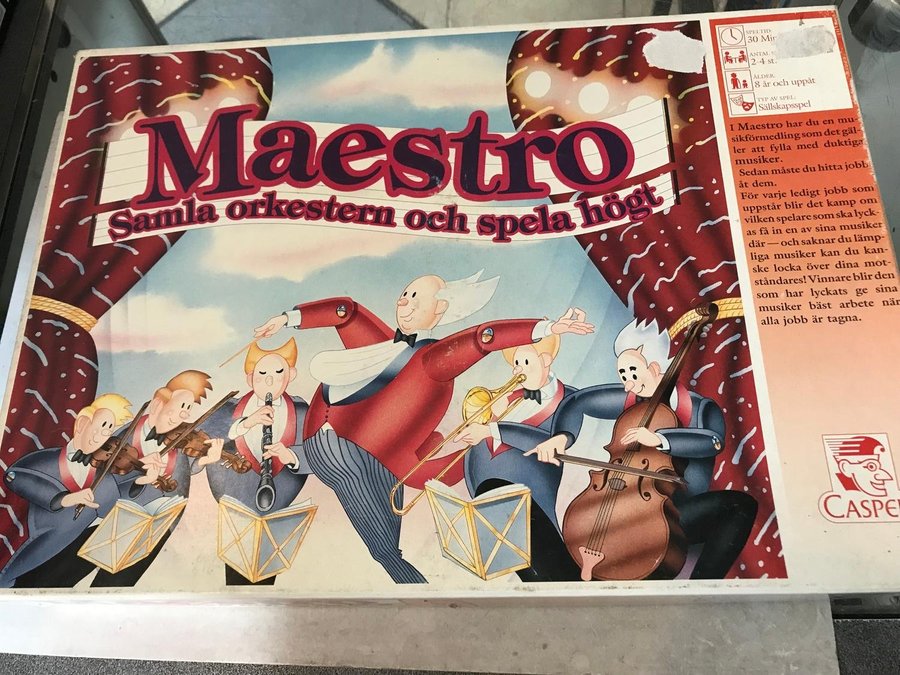 Maestro
Samla orkestern och spela högt
SPELTID:
30 Min
ANTAL
2-4 st.
ÅLDER:
8 år och uppåt
TYP AV SPEL:
Sällskapsspel
I Maestro har du en mu-
sikförmedling som det gäl-
ler att fylla med duktiga
musiker.
Sedan måste du hitta jobb
åt dem.
För varje ledigt jobb som
uppstår blir det kamp om
vilken spelare som ska lyck-
as få in en av sina musiker
där — och saknar du lämp-
liga musiker kan du kan-
ske locka över dina mot-
ståndares! Vinnare blir den
som har lyckats ge sina
musiker bäst arbete när
alla jobb är tagna.
CASPER